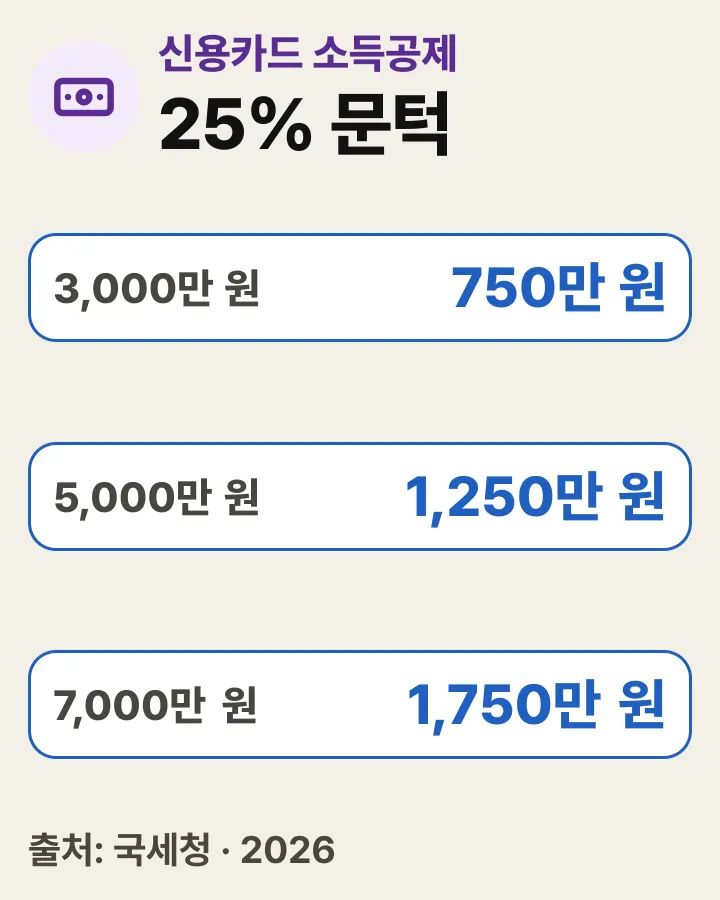 신용카드 소득공제
25% 문턱
3,000만 원 750만 원
5,000만 원 1,250만 원
7,000만 원 1,750만 원
출처: 국세청 · 2026